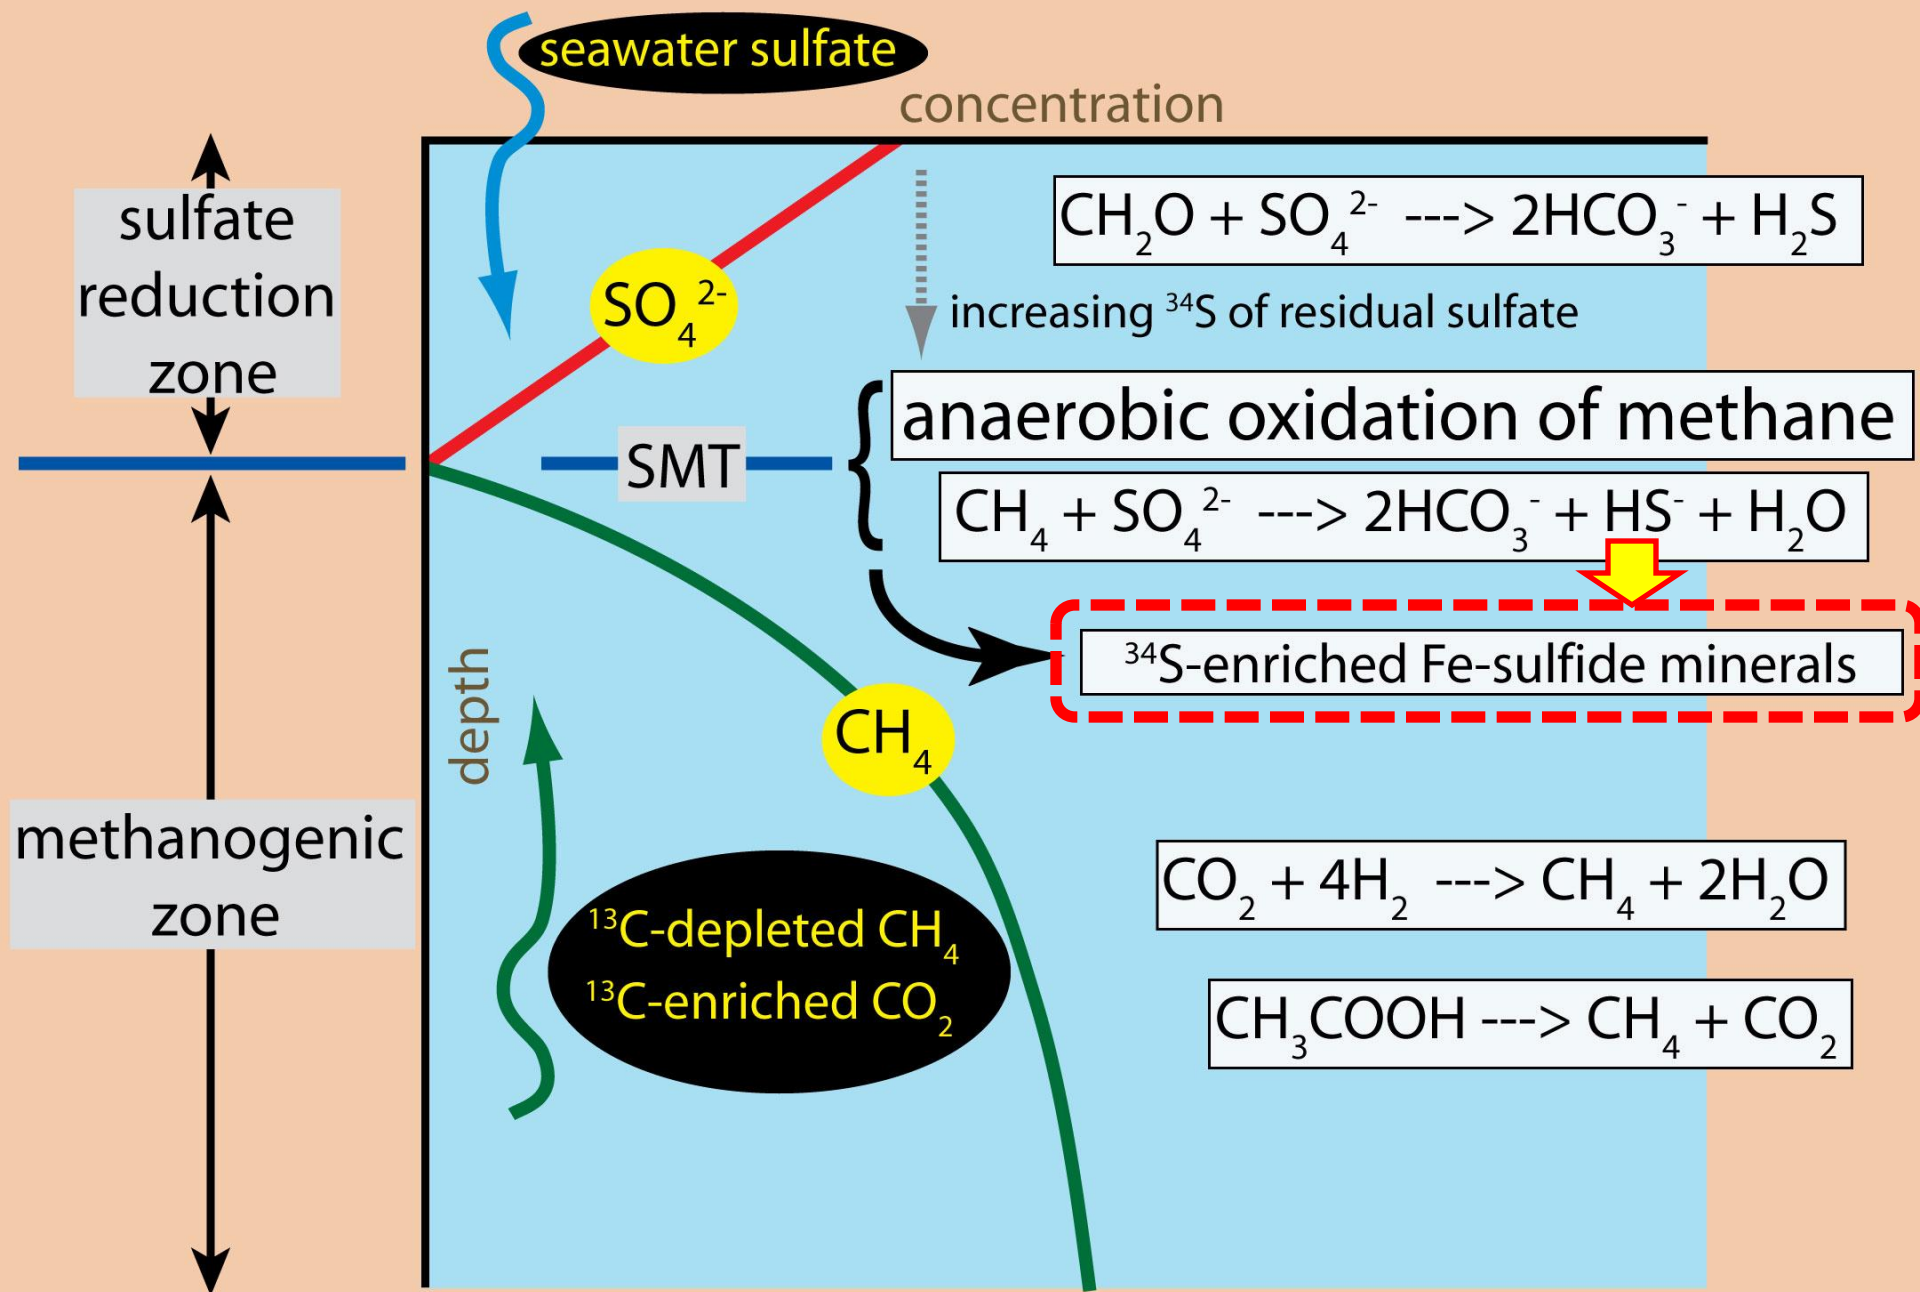 seawater sulfate
concentration
sulfate
reduction
zone
CH₂O + SO₄²⁻ ---> 2HCO₃⁻ + H₂S
SO₄²⁻
increasing ³⁴S of residual sulfate
anaerobic oxidation of methane
SMT
CH₄ + SO₄²⁻ ---> 2HCO₃⁻ + HS⁻ + H₂O
³⁴S-enriched Fe-sulfide minerals
depth
CH₄
methanogenic
zone
¹³C-depleted CH₄
¹³C-enriched CO₂
CO₂ + 4H₂ ---> CH₄ + 2H₂O
CH₃COOH ---> CH₄ + CO₂